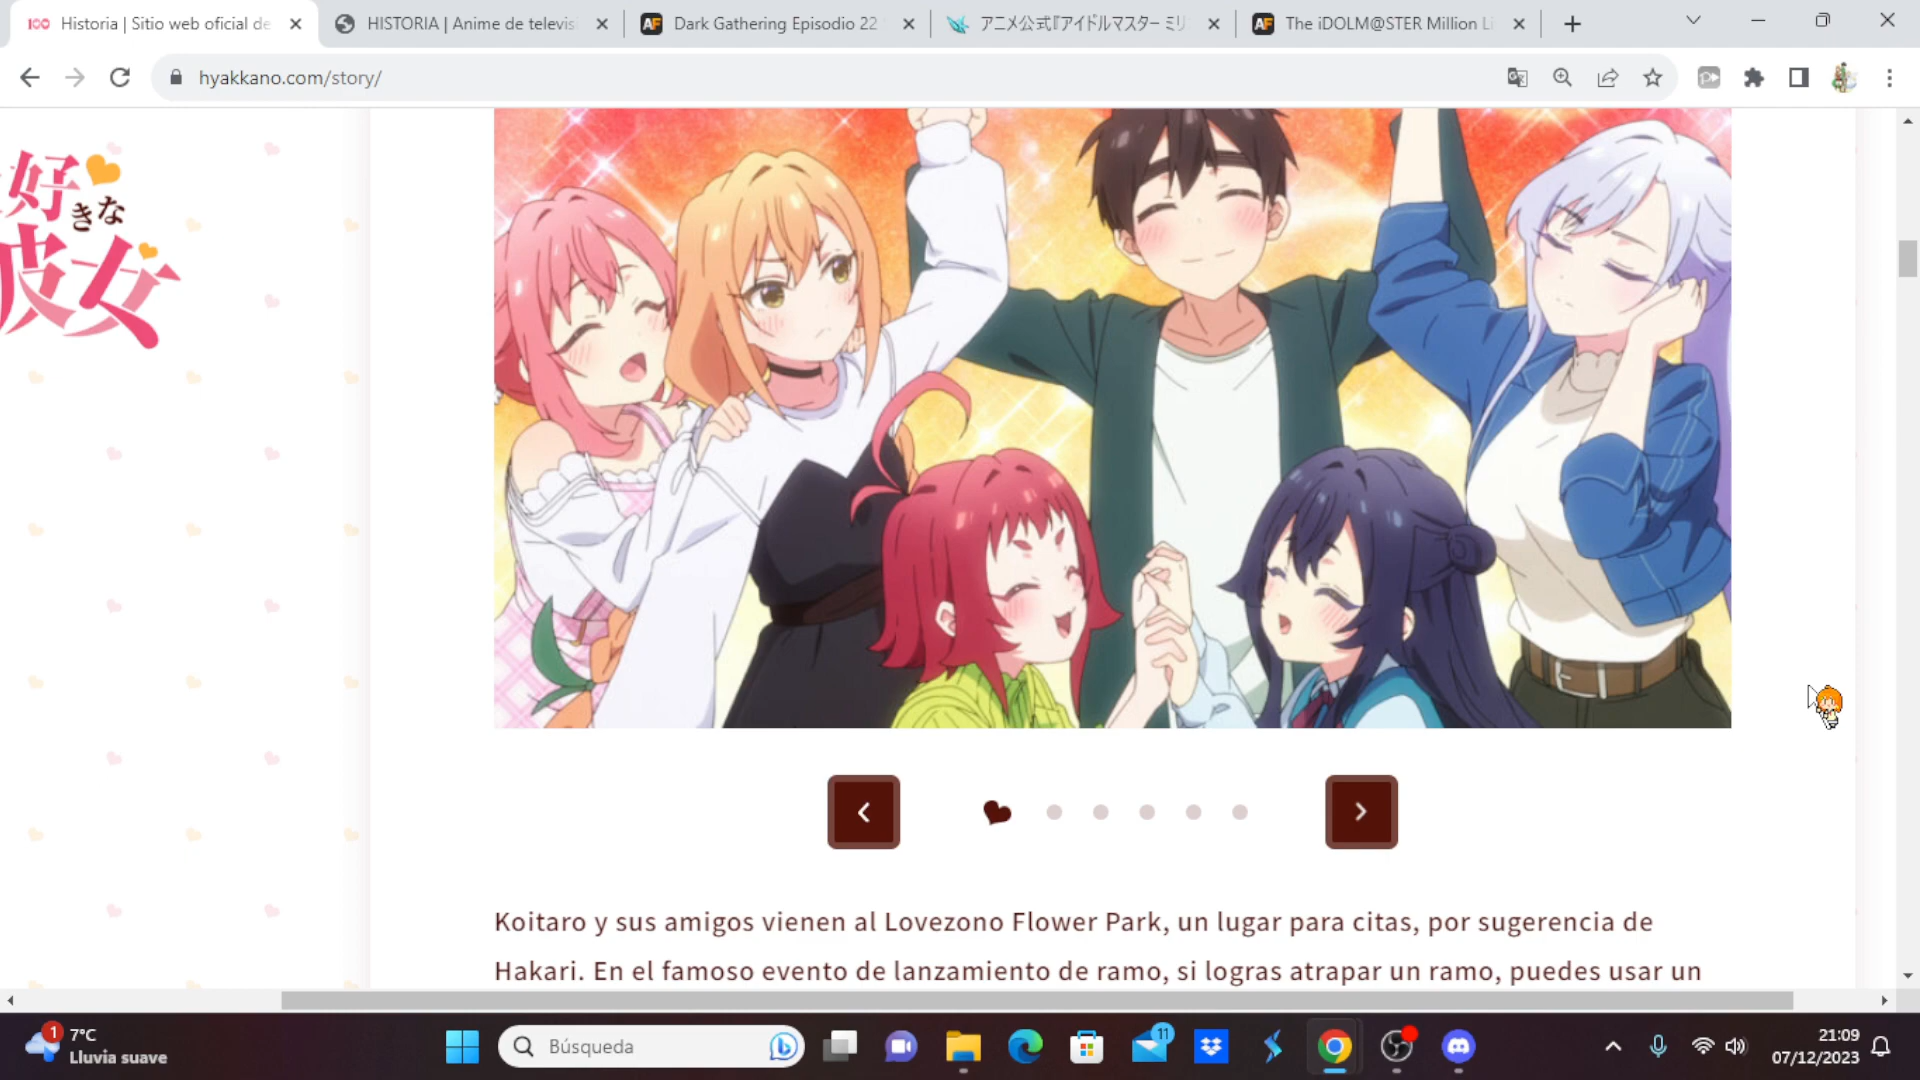 Historia | Sitio web oficial de
HISTORIA | Anime de televis
Dark Gathering Episodio 22
アニメ公式『アイドルマスター ミリ
The iDOLM@STER Million Li
hyakkano.com/story/
好きな
彼女
Koitaro y sus amigos vienen al Lovezono Flower Park, un lugar para citas, por sugerencia de
Hakari. En el famoso evento de lanzamiento de ramo, si logras atrapar un ramo, puedes usar un
1
7°C
Lluvia suave
Búsqueda
11
21:09
07/12/2023